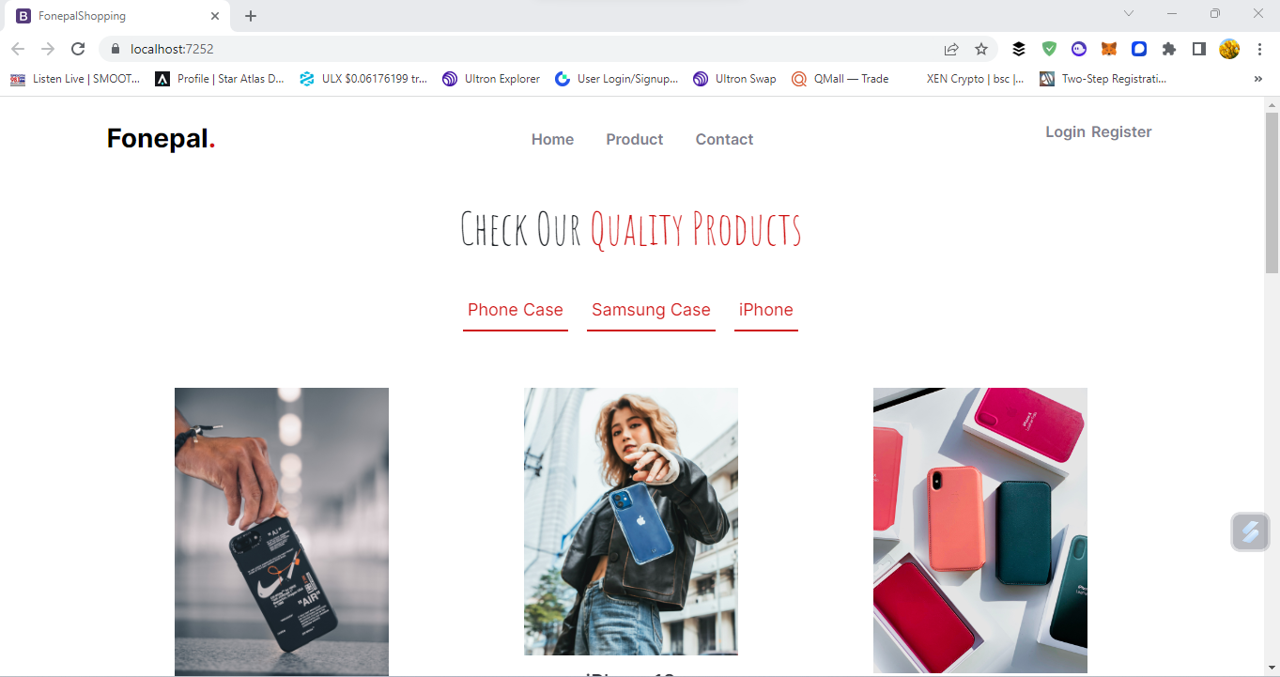 FonepalShopping
localhost:7252
Listen Live | SMOOT... Profile | Star Atlas D... ULX $0.06176199 tr... Ultron Explorer User Login/Signup... Ultron Swap QMall — Trade XEN Crypto | bsc |... Two-Step Registrati... »
Fonepal. Home Product Contact Login Register
Check Our Quality Products
Phone Case Samsung Case iPhone
"AIR"